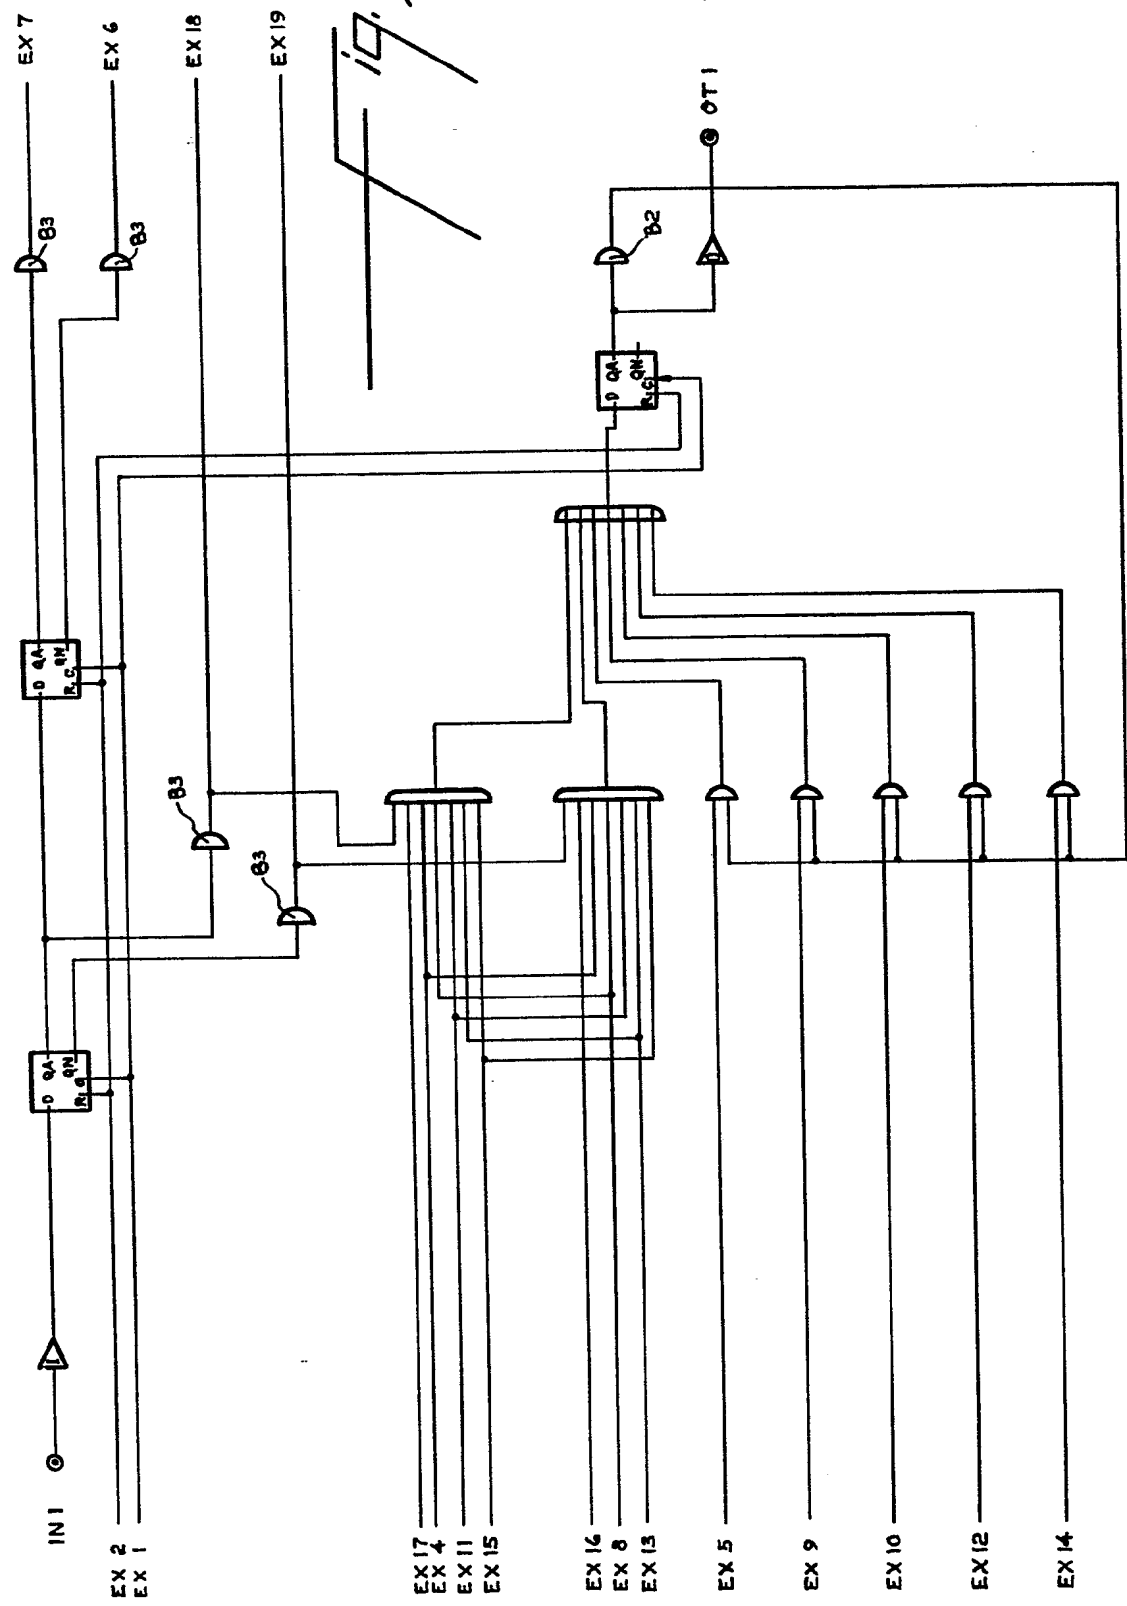 EX 7
EX 6
EX 18
EX 19
Fig.
B3
B3
B2
OT 1
D QA
QN
R C
D QA
QN
R C
B3
B3
D QA
QN
R C
IN 1
EX 2
EX 1
EX 17
EX 4
EX 11
EX 15
EX 16
EX 8
EX 13
EX 5
EX 9
EX 10
EX 12
EX 14